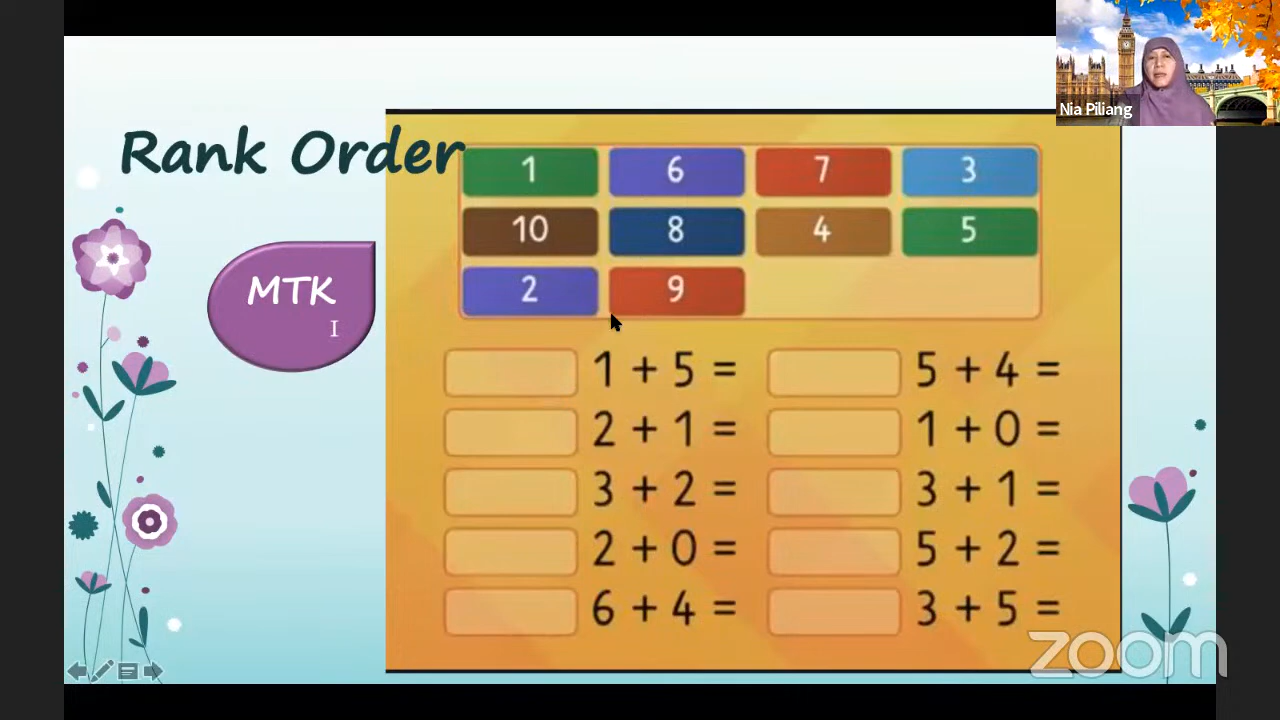 Nia Piliang
Rank Order
MTK
1 6 7 3
10 8 4 5
2 9
1 + 5 = 5 + 4 =
2 + 1 = 1 + 0 =
3 + 2 = 3 + 1 =
2 + 0 = 5 + 2 =
6 + 4 = 3 + 5 =
zoom